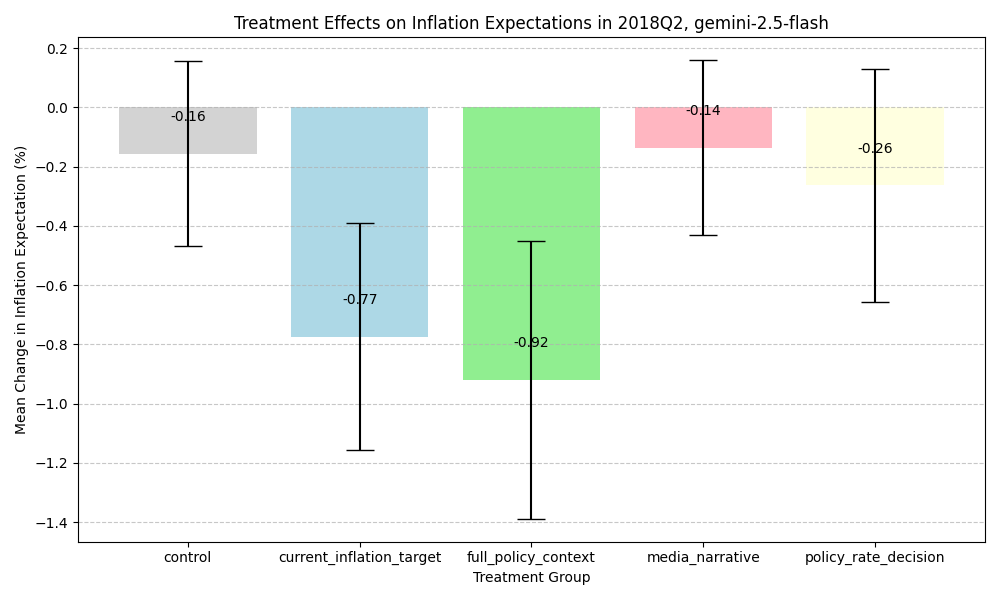 Treatment Effects on Inflation Expectations in 2018Q2, gemini-2.5-flash
Mean Change in Inflation Expectation (%)
0.2
0.0
−0.2
−0.4
−0.6
−0.8
−1.0
−1.2
−1.4
-0.16
-0.77
-0.92
-0.14
-0.26
control
current_inflation_target
full_policy_context
media_narrative
policy_rate_decision
Treatment Group